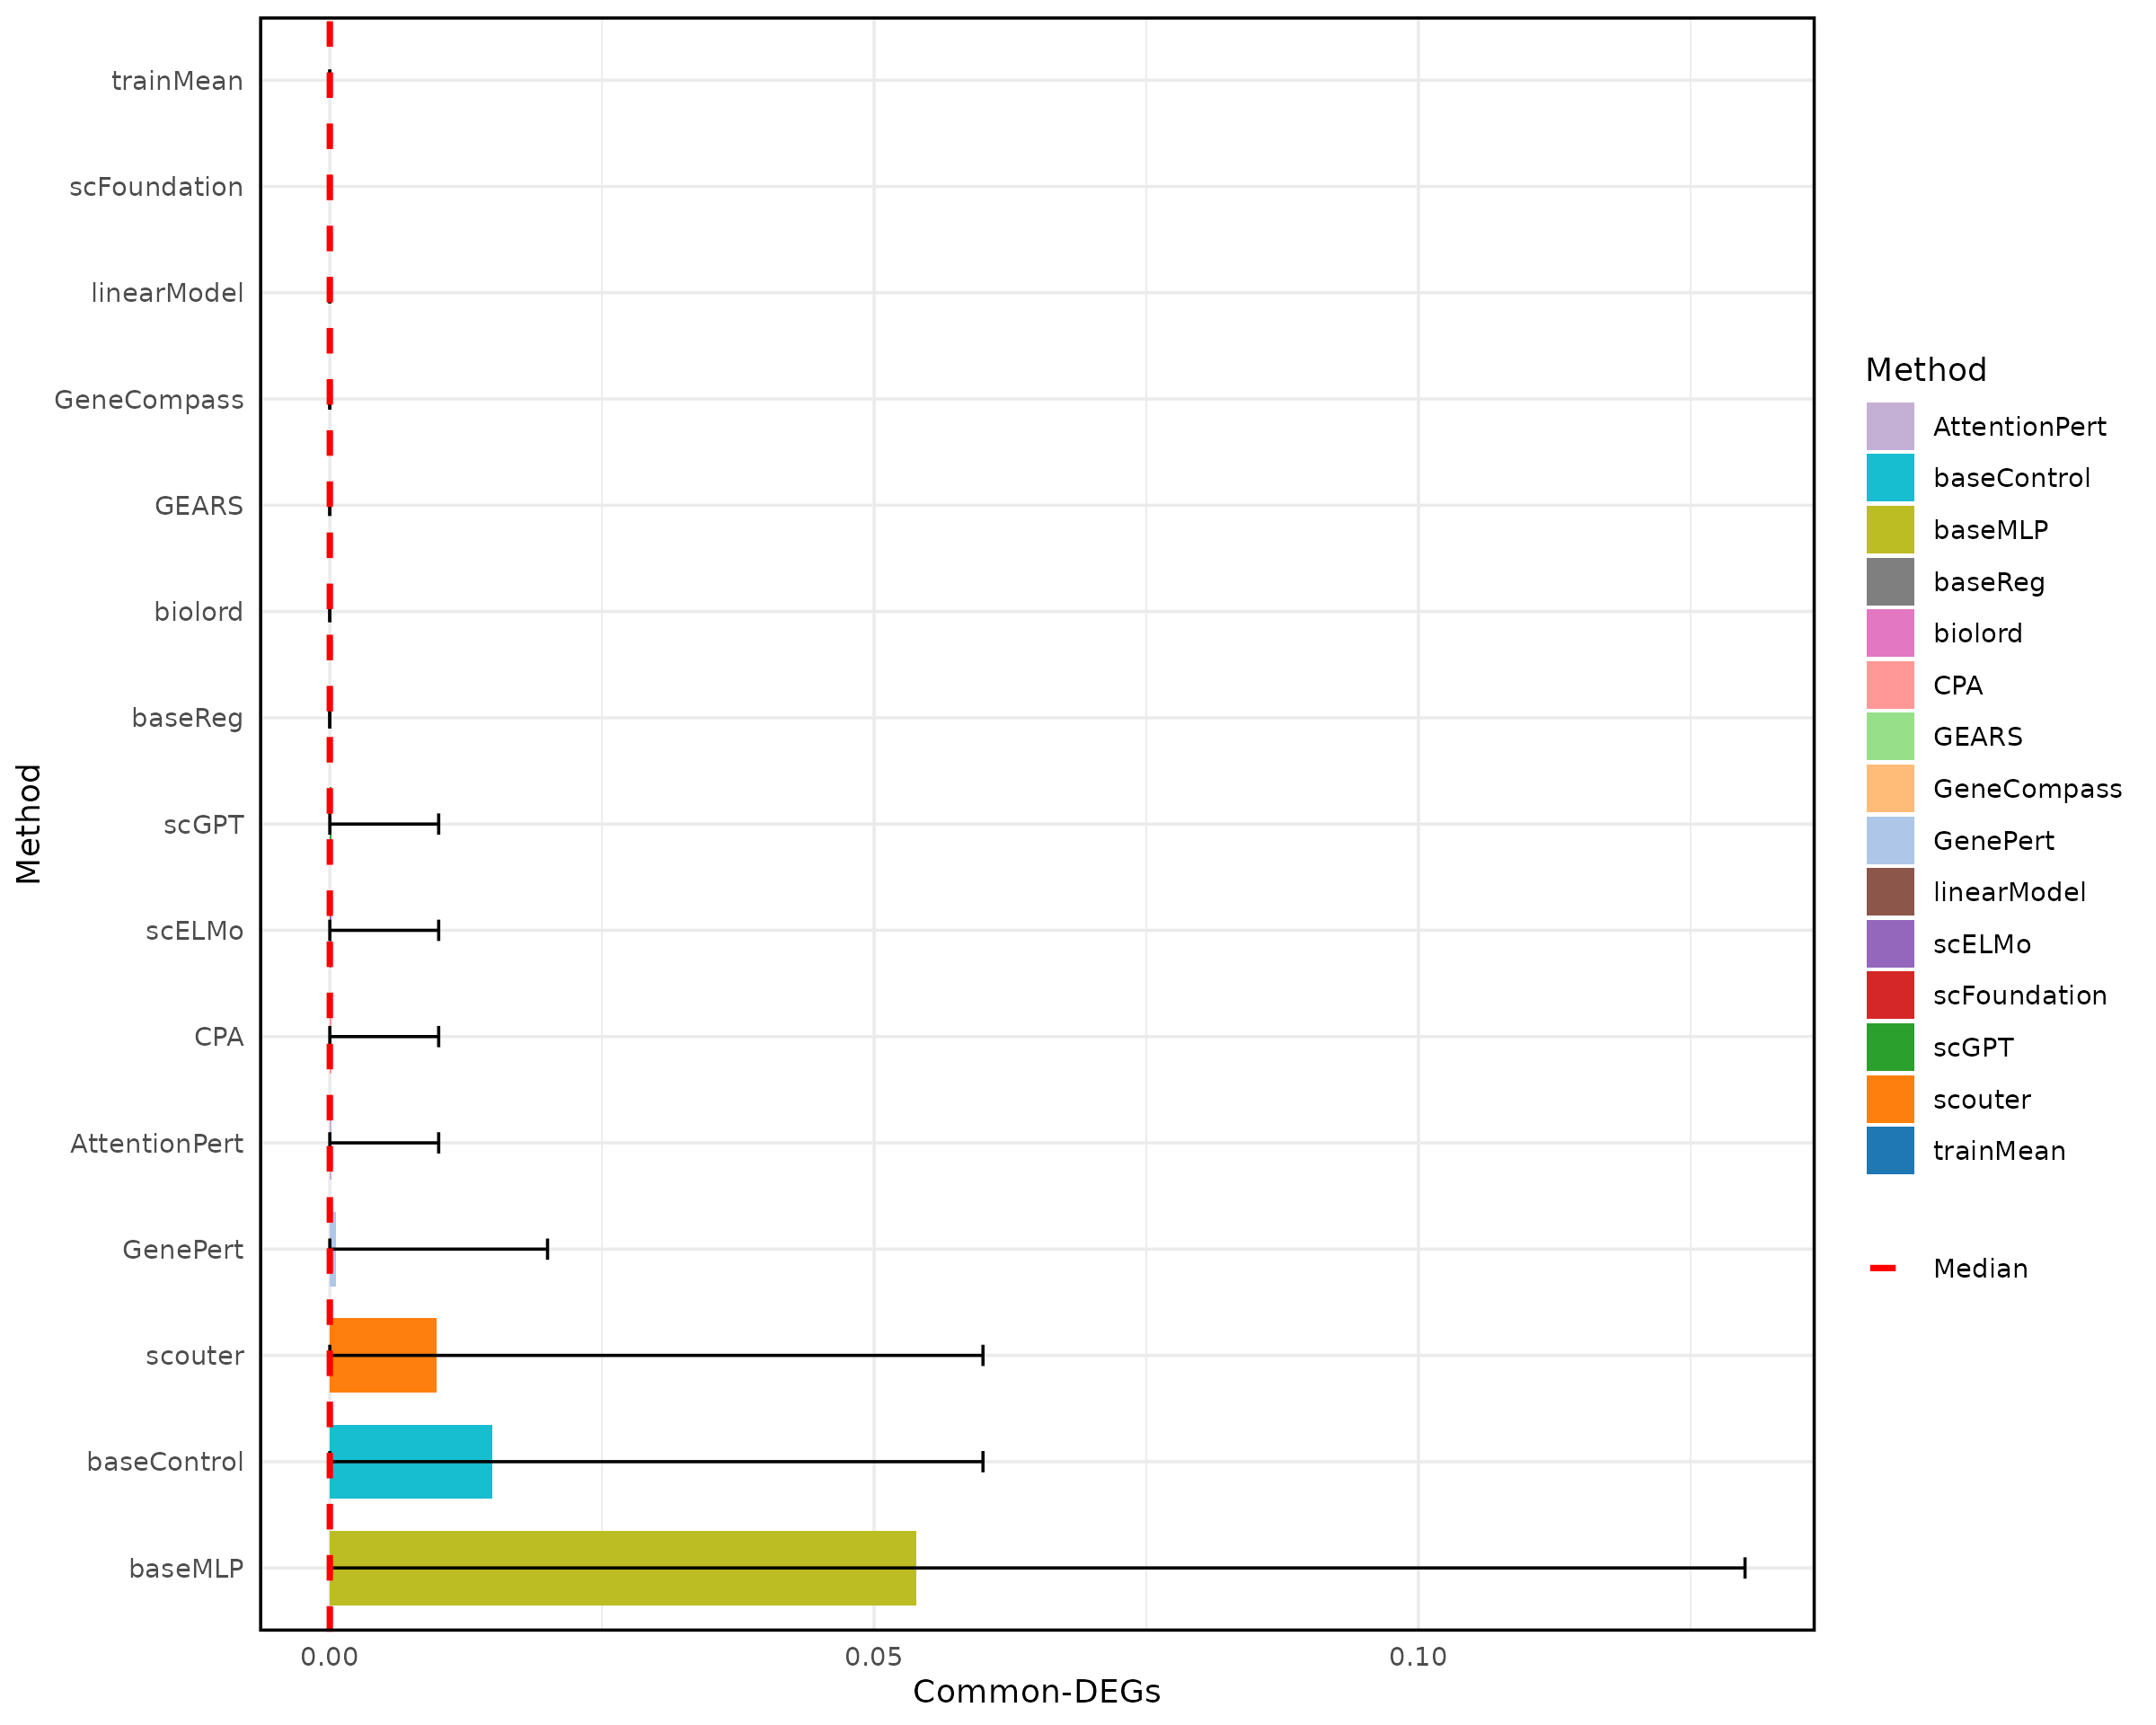 trainMean
scFoundation
linearModel
GeneCompass
GEARS
biolord
baseReg
scGPT
scELMo
CPA
AttentionPert
GenePert
scouter
baseControl
baseMLP
Method
0.00
0.05
0.10
Common-DEGs
Method
AttentionPert
baseControl
baseMLP
baseReg
biolord
CPA
GEARS
GeneCompass
GenePert
linearModel
scELMo
scFoundation
scGPT
scouter
trainMean
Median